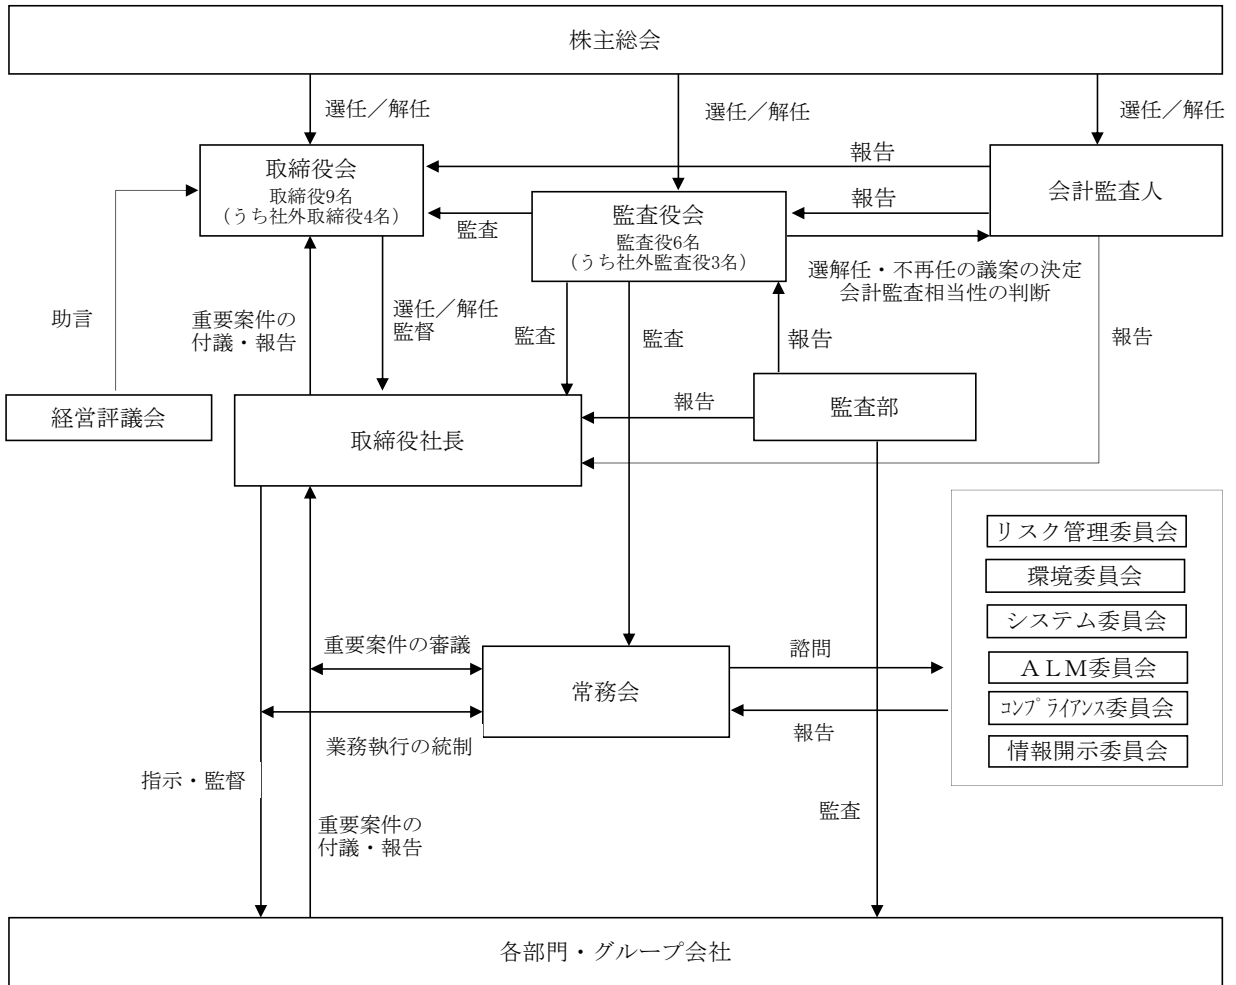 株主総会
選任／解任
選任／解任
選任／解任
取締役会
取締役9名
（うち社外取締役4名）
報告
会計監査人
監査役会
監査役6名
（うち社外監査役3名）
報告
監査
選解任・不再任の議案の決定
会計監査相当性の判断
助言
重要案件の
付議・報告
選任／解任
監督
監査
監査
報告
報告
経営評議会
取締役社長
報告
監査部
リスク管理委員会
環境委員会
システム委員会
ＡＬＭ委員会
ｺﾝﾌﾟﾗｲｱﾝｽ委員会
情報開示委員会
重要案件の審議
常務会
諮問
報告
業務執行の統制
指示・監督
重要案件の
付議・報告
監査
各部門・グループ会社